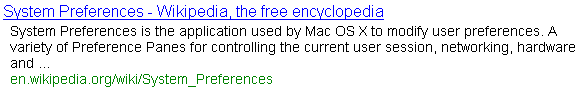 System Preferences - Wikipedia, the free encyclopedia
System Preferences is the application used by Mac OS X to modify user preferences. A
variety of Preference Panes for controlling the current user session, networking, hardware
and ...
en.wikipedia.org/wiki/System_Preferences